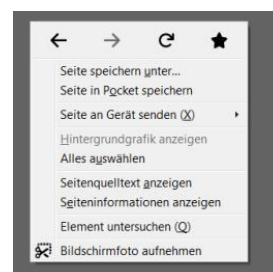 Seite speichern unter...
Seite in Pocket speichern
Seite an Gerät senden (X)
Hintergrundgrafik anzeigen
Alles auswählen
Seitenquelltext anzeigen
Seiteninformationen anzeigen
Element untersuchen (Q)
Bildschirmfoto aufnehmen